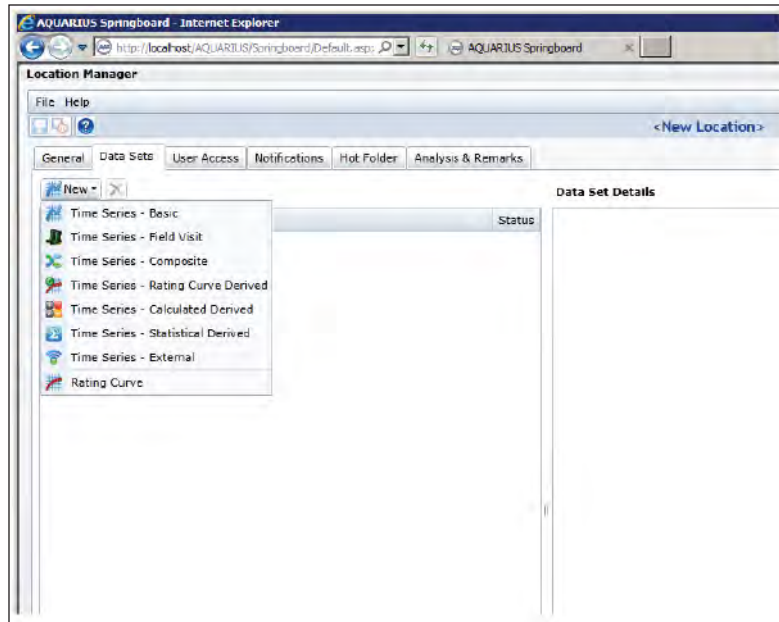 AQUARIUS Springboard - Internet Explorer
http://localhost/AQUARIUS/Springboard/Default.asp: AQUARIUS Springboard
Location Manager
File Help
<New Location>
General Data Sets User Access Notifications Hot Folder Analysis & Remarks
New Data Set Details
Status
Time Series - Basic
Time Series - Field Visit
Time Series - Composite
Time Series - Rating Curve Derived
Time Series - Calculated Derived
Time Series - Statistical Derived
Time Series - External
Rating Curve